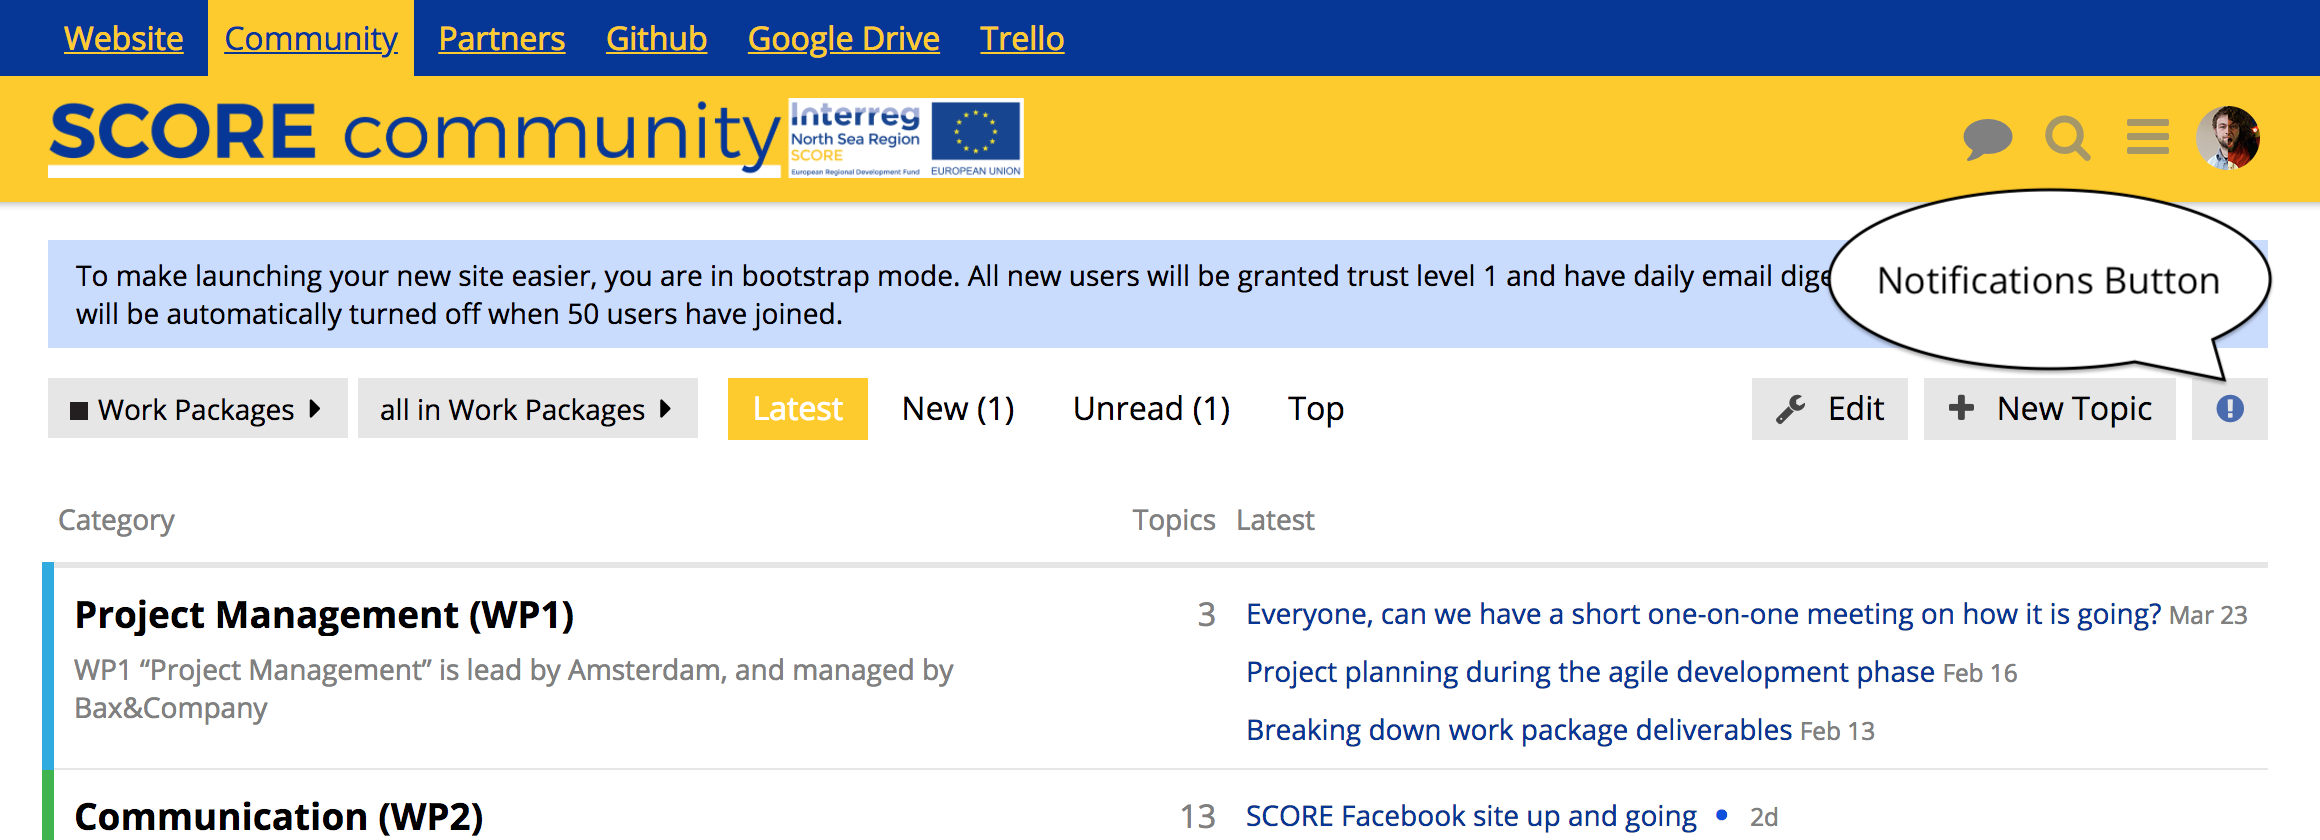 Website Community Partners Github Google Drive Trello
SCORE community
Interreg
North Sea Region
SCORE
European Regional Development Fund EUROPEAN UNION
To make launching your new site easier, you are in bootstrap mode. All new users will be granted trust level 1 and have daily email dige
will be automatically turned off when 50 users have joined.
Notifications Button
Work Packages all in Work Packages Latest New (1) Unread (1) Top Edit New Topic
Category Topics Latest
Project Management (WP1) 3 Everyone, can we have a short one-on-one meeting on how it is going? Mar 23
WP1 “Project Management” is lead by Amsterdam, and managed by
Bax&Company
Project planning during the agile development phase Feb 16
Breaking down work package deliverables Feb 13
Communication (WP2) 13 SCORE Facebook site up and going 2d